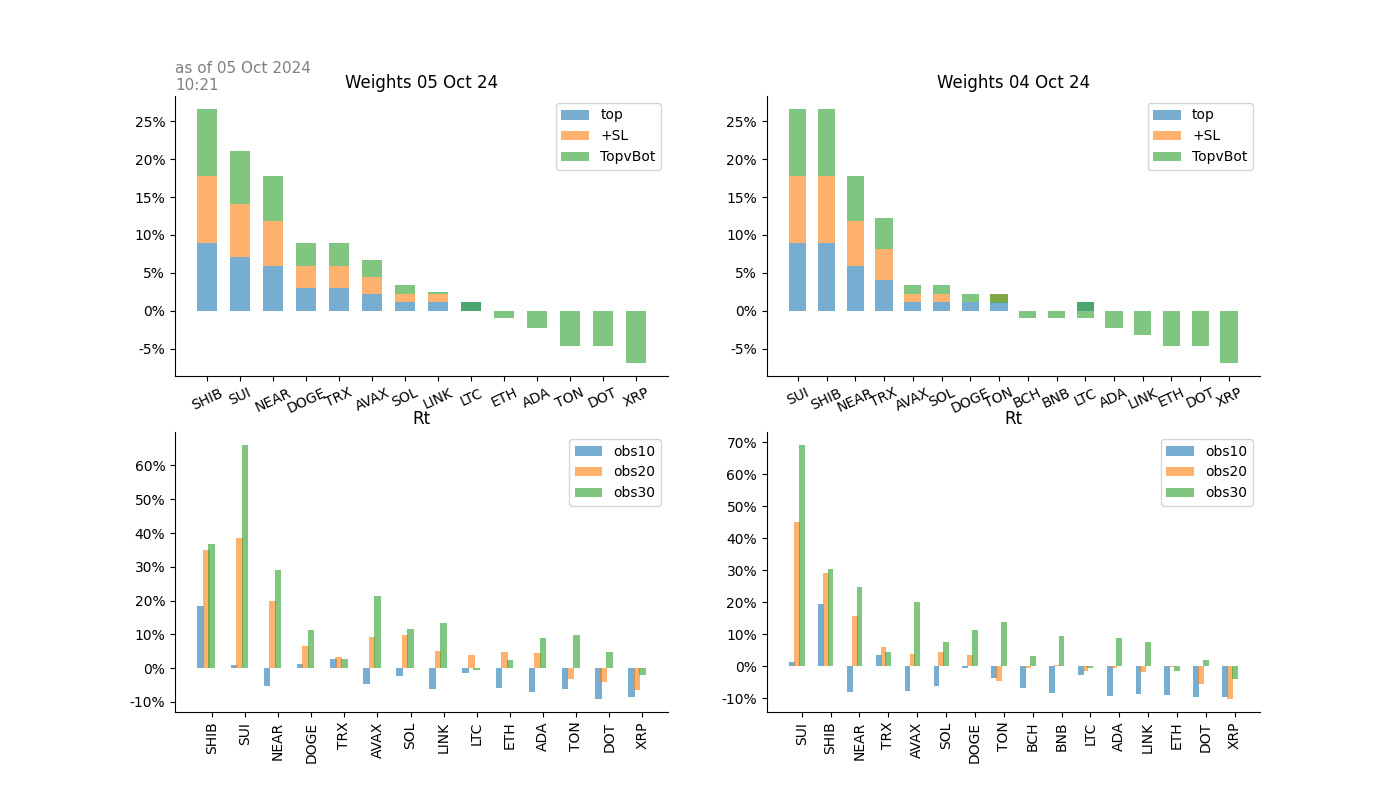 as of 05 Oct 2024
10:21
Weights 05 Oct 24
25%
20%
15%
10%
5%
0%
-5%
top
+SL
TopvBot
SHIB SUI NEAR DOGE TRX AVAX SOL LINK LTC ETH ADA TON DOT XRP
Weights 04 Oct 24
25%
20%
15%
10%
5%
0%
-5%
top
+SL
TopvBot
SUI SHIB NEAR TRX AVAX SOL DOGE TON BCH BNB LTC ADA LINK ETH DOT XRP
Rt
60%
50%
40%
30%
20%
10%
0%
-10%
obs10
obs20
obs30
SHIB SUI NEAR DOGE TRX AVAX SOL LINK LTC ETH ADA TON DOT XRP
Rt
70%
60%
50%
40%
30%
20%
10%
0%
-10%
obs10
obs20
obs30
SUI SHIB NEAR TRX AVAX SOL DOGE TON BCH BNB LTC ADA LINK ETH DOT XRP